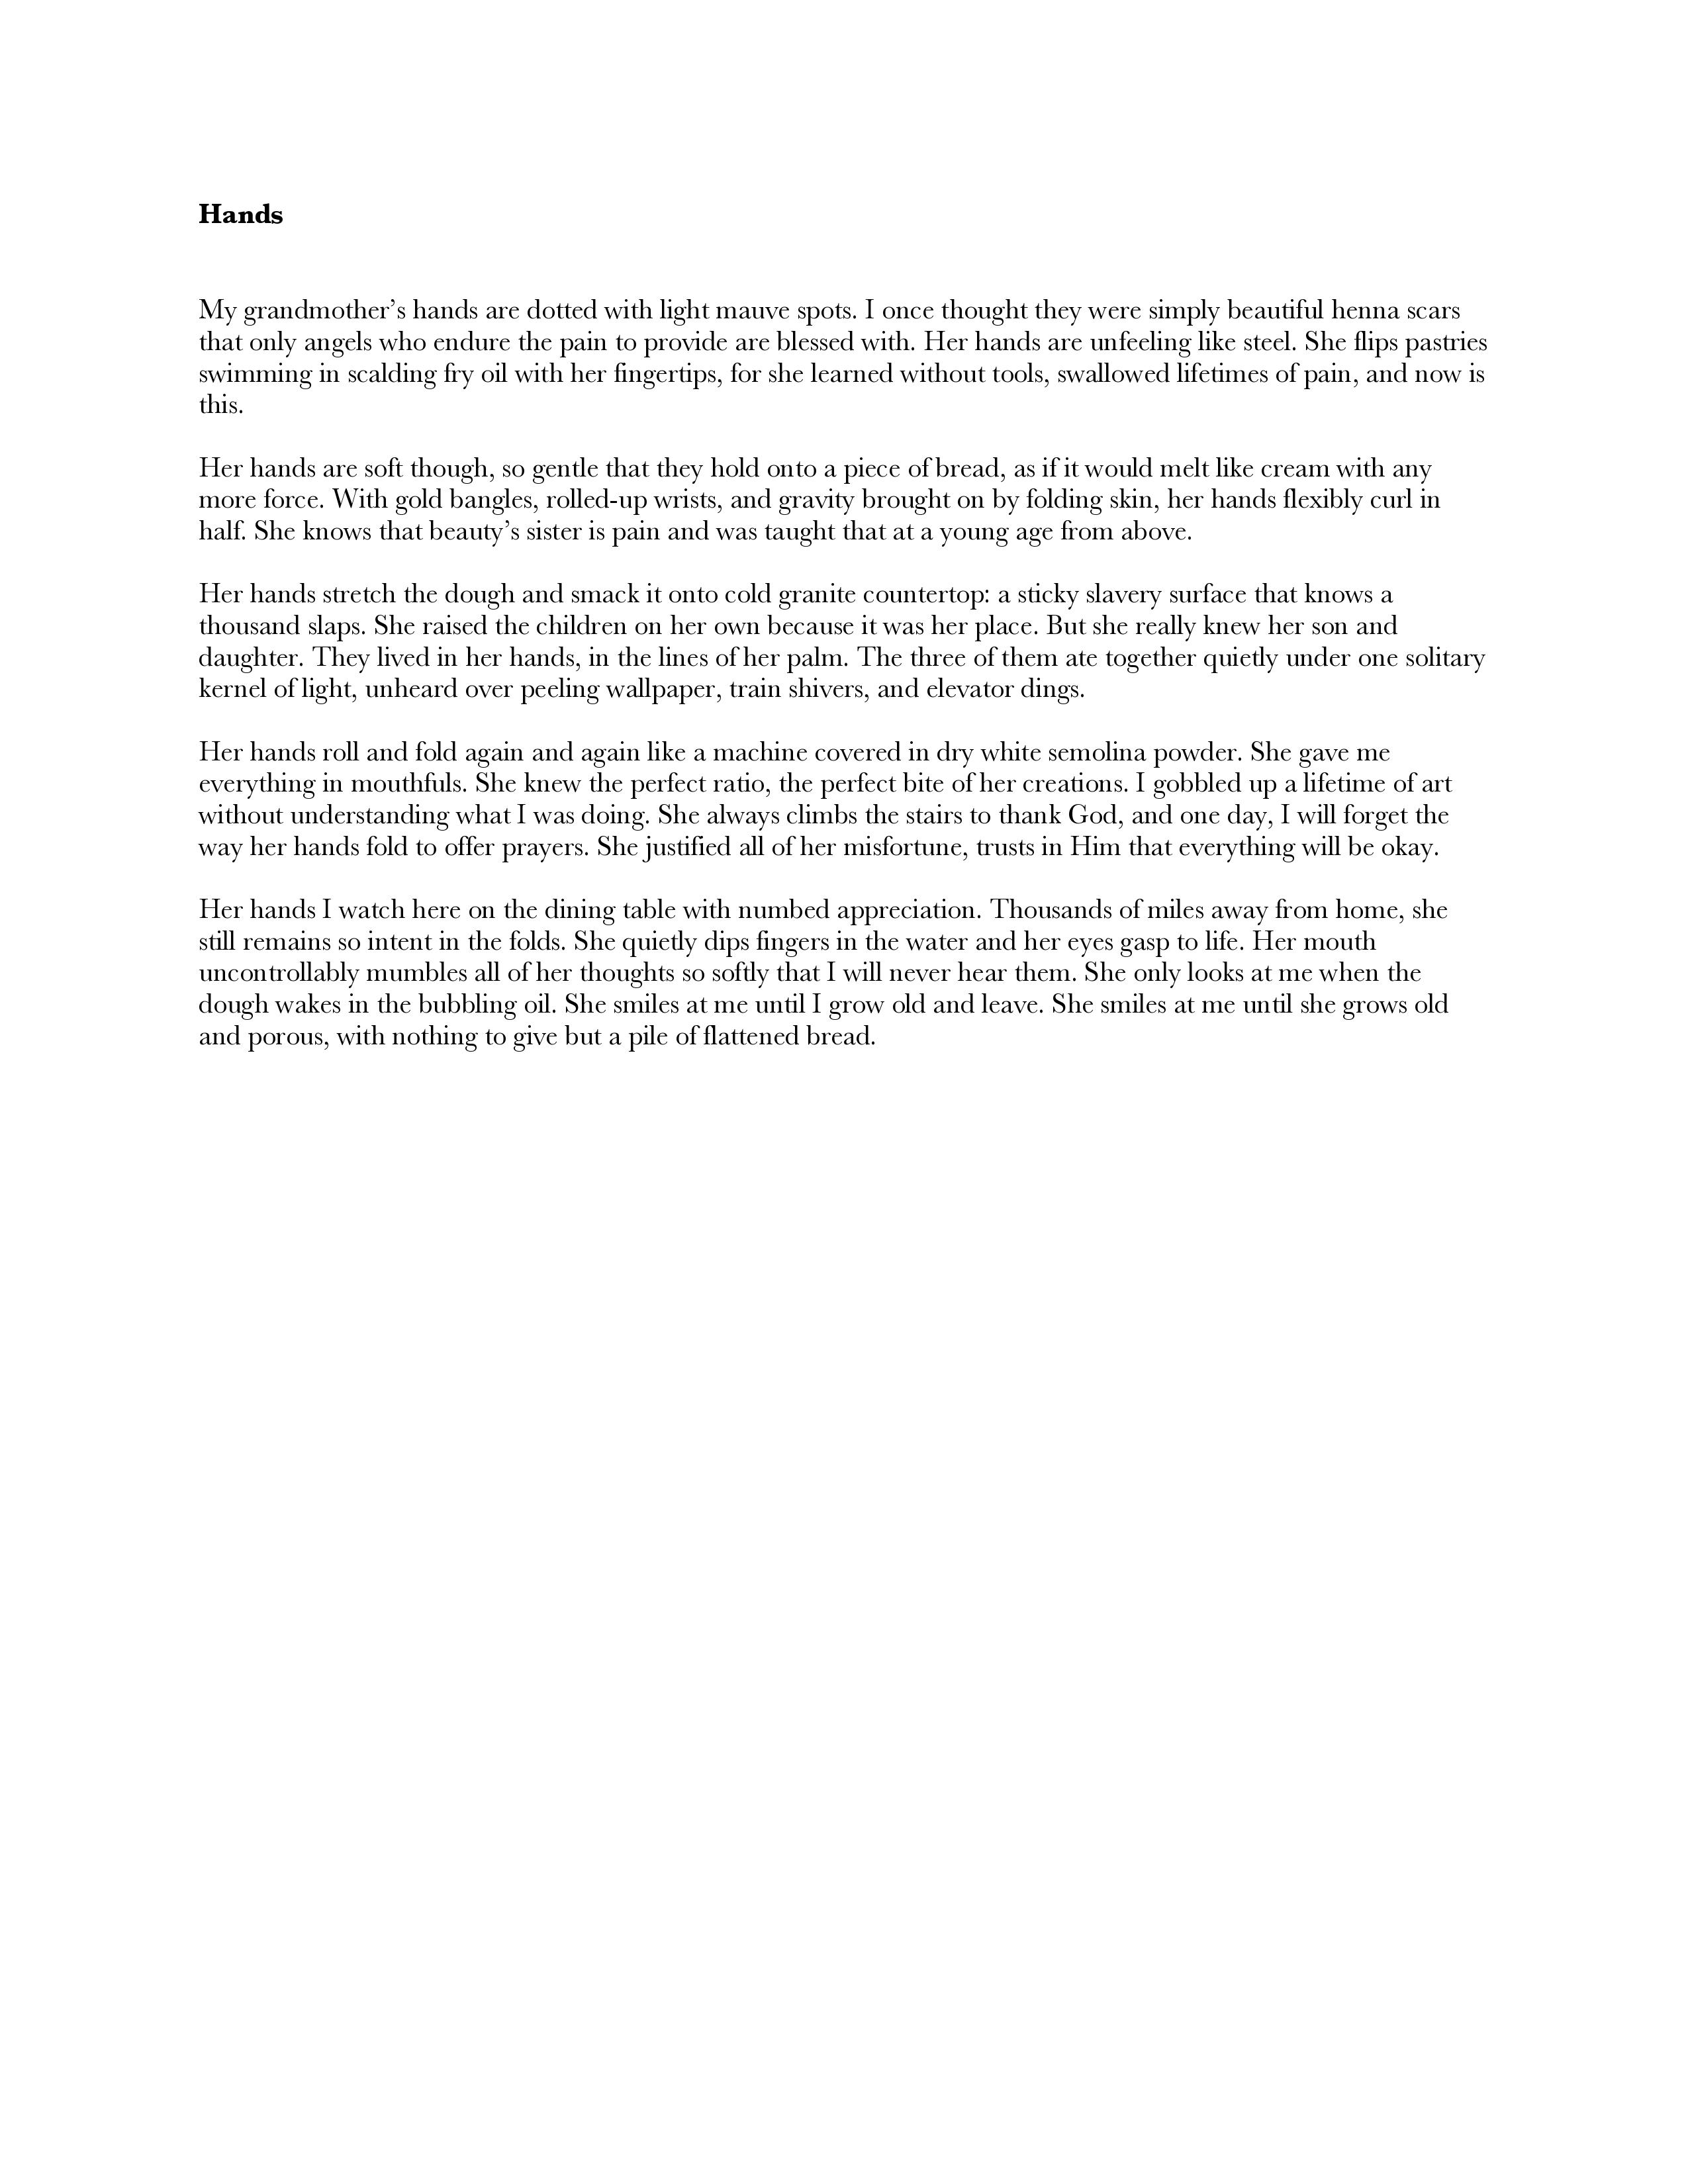 Hands
My grandmother’s hands are dotted with light mauve spots. I once thought they were simply beautiful henna scars
that only angels who endure the pain to provide are blessed with. Her hands are unfeeling like steel. She flips pastries
swimming in scalding fry oil with her fingertips, for she learned without tools, swallowed lifetimes of pain, and now is
this.
Her hands are soft though, so gentle that they hold onto a piece of bread, as if it would melt like cream with any
more force. With gold bangles, rolled-up wrists, and gravity brought on by folding skin, her hands flexibly curl in
half. She knows that beauty’s sister is pain and was taught that at a young age from above.
Her hands stretch the dough and smack it onto cold granite countertop: a sticky slavery surface that knows a
thousand slaps. She raised the children on her own because it was her place. But she really knew her son and
daughter. They lived in her hands, in the lines of her palm. The three of them ate together quietly under one solitary
kernel of light, unheard over peeling wallpaper, train shivers, and elevator dings.
Her hands roll and fold again and again like a machine covered in dry white semolina powder. She gave me
everything in mouthfuls. She knew the perfect ratio, the perfect bite of her creations. I gobbled up a lifetime of art
without understanding what I was doing. She always climbs the stairs to thank God, and one day, I will forget the
way her hands fold to offer prayers. She justified all of her misfortune, trusts in Him that everything will be okay.
Her hands I watch here on the dining table with numbed appreciation. Thousands of miles away from home, she
still remains so intent in the folds. She quietly dips fingers in the water and her eyes gasp to life. Her mouth
uncontrollably mumbles all of her thoughts so softly that I will never hear them. She only looks at me when the
dough wakes in the bubbling oil. She smiles at me until I grow old and leave. She smiles at me until she grows old
and porous, with nothing to give but a pile of flattened bread.